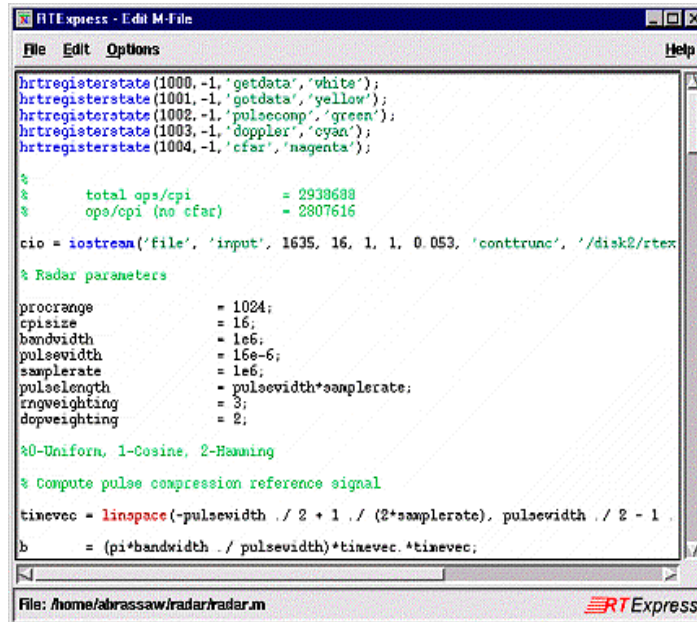 RTExpress - Edit M-File
File Edit Options Help
hrtregisterstate(1000,-1,'getdata','white');
hrtregisterstate(1001,-1,'gotdata','yellow');
hrtregisterstate(1002,-1,'pulsecomp','green');
hrtregisterstate(1003,-1,'doppler','cyan');
hrtregisterstate(1004,-1,'cfar','magenta');
%
% total ops/cpi = 2938688
% ops/cpi (no cfar) = 2807616
cio = iostream('file', 'input', 1635, 16, 1, 1, 0.053, 'conttrunc', '/disk2/rtex
% Radar parameters
procrange = 1024;
cpisize = 16;
bandwidth = 1e6;
pulsewidth = 16e-6;
samplerate = 1e6;
pulselength = pulsewidth*samplerate;
rngweighting = 3;
dopweighting = 2;
%0-Uniform, 1-Cosine, 2-Hamming
% Compute pulse compression reference signal
timevec = linspace(-pulsewidth ./ 2 + 1 ./ (2*samplerate), pulsewidth ./ 2 - 1 .
b = (pi*bandwidth ./ pulsewidth)*timevec.*timevec;
File: /home/abrassaw/radar/radar.m
RTExpress